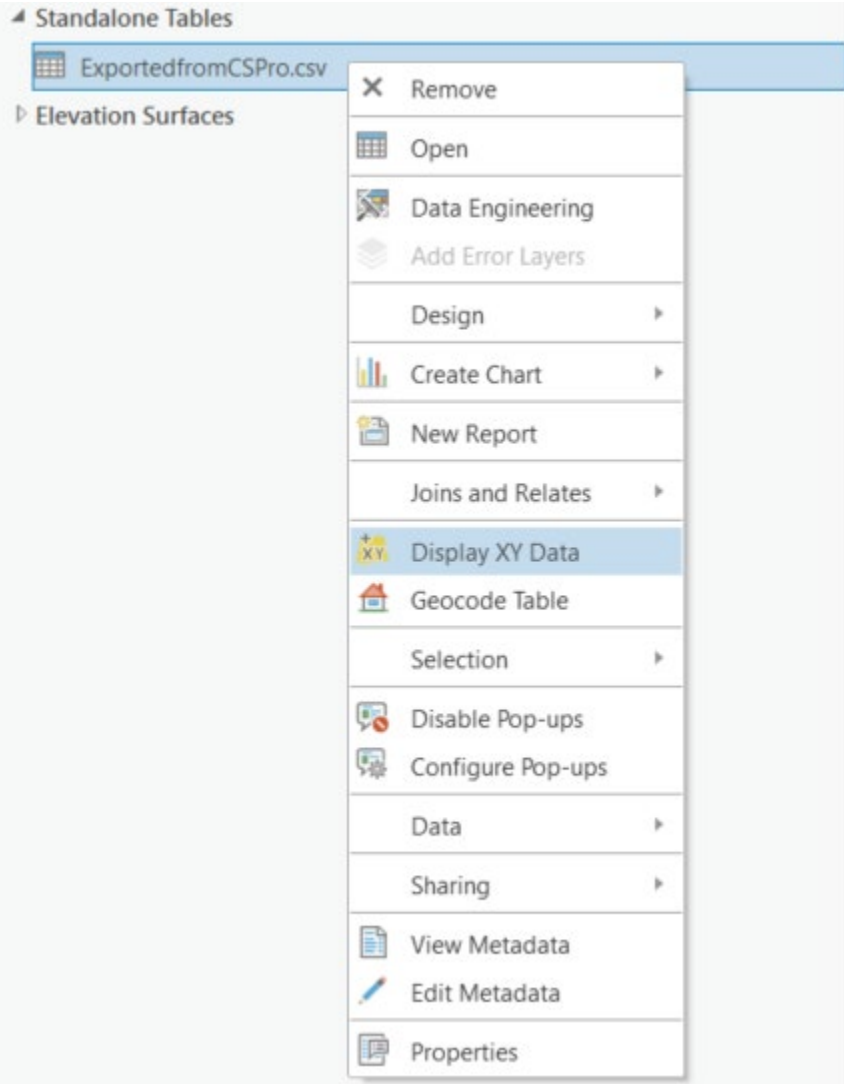 Standalone Tables
ExportedfromCSPro.csv
Elevation Surfaces
Remove
Open
Data Engineering
Add Error Layers
Design
Create Chart
New Report
Joins and Relates
XY Display XY Data
Geocode Table
Selection
Disable Pop-ups
Configure Pop-ups
Data
Sharing
View Metadata
Edit Metadata
Properties